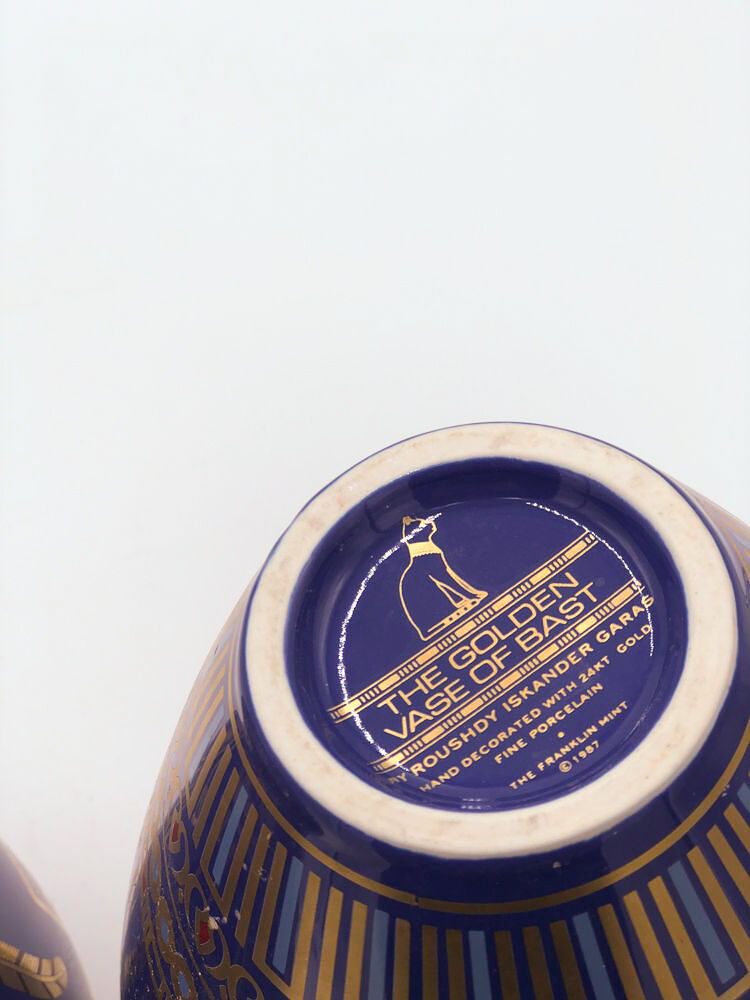 THE GOLDEN
VASE OF BAST
BY ROUSHDY ISKANDER GARAS
HAND DECORATED WITH 24KT GOLD
FINE PORCELAIN
•
THE FRANKLIN MINT
©1987